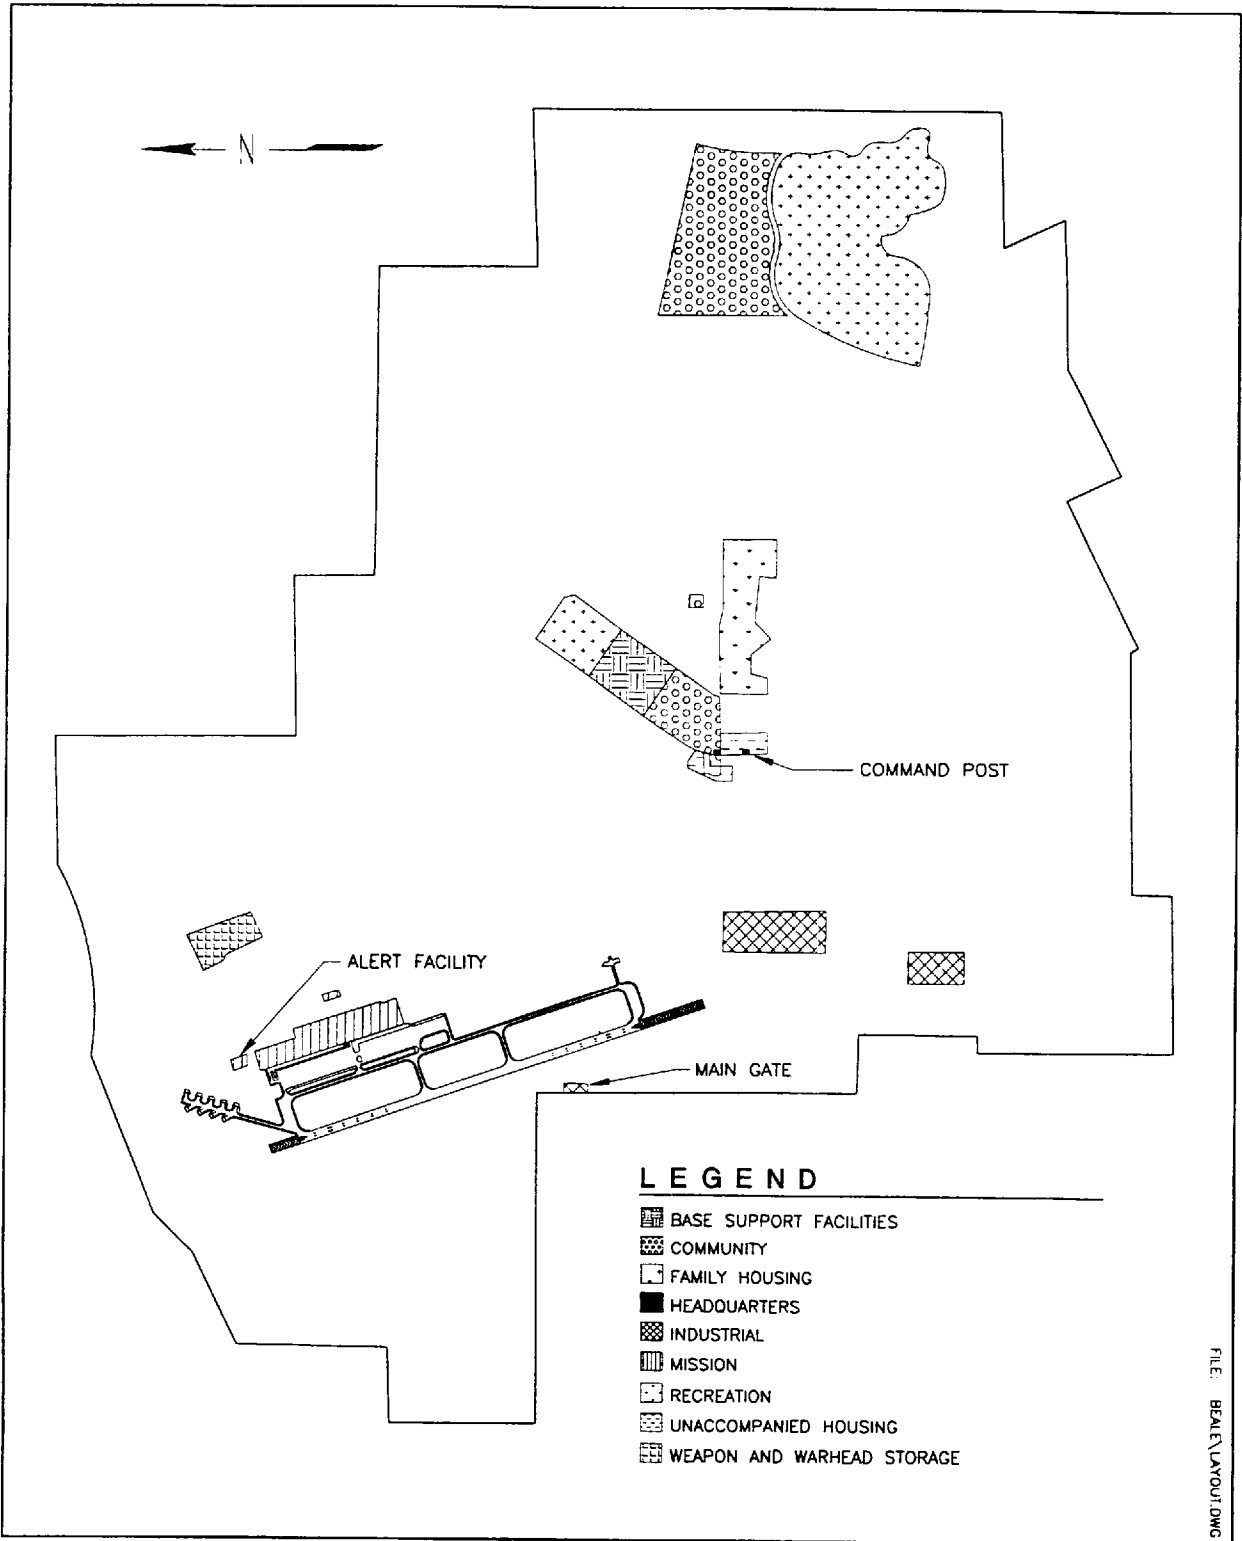 N
COMMAND POST
ALERT FACILITY
MAIN GATE
LEGEND
BASE SUPPORT FACILITIES
COMMUNITY
FAMILY HOUSING
HEADQUARTERS
INDUSTRIAL
MISSION
RECREATION
UNACCOMPANIED HOUSING
WEAPON AND WARHEAD STORAGE
FILE: BEALE\LAYOUT.DWG